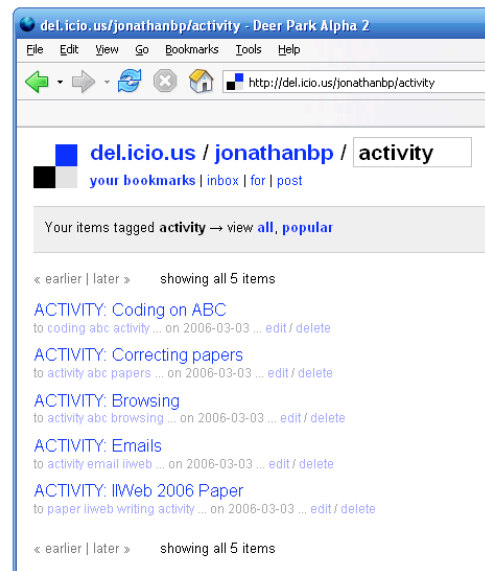 del.icio.us/jonathanbp/activity - Deer Park Alpha 2
File Edit View Go Bookmarks Tools Help
http://del.icio.us/jonathanbp/activity
del.icio.us / jonathanbp / activity
your bookmarks | inbox | for | post
Your items tagged activity → view all, popular
« earlier | later » showing all 5 items
ACTIVITY: Coding on ABC
to coding abc activity ... on 2006-03-03 ... edit / delete
ACTIVITY: Correcting papers
to activity abc papers ... on 2006-03-03 ... edit / delete
ACTIVITY: Browsing
to activity abc browsing ... on 2006-03-03 ... edit / delete
ACTIVITY: Emails
to activity email iiweb ... on 2006-03-03 ... edit / delete
ACTIVITY: IIWeb 2006 Paper
to paper iiweb writing activity ... on 2006-03-03 ... edit / delete
« earlier | later » showing all 5 items